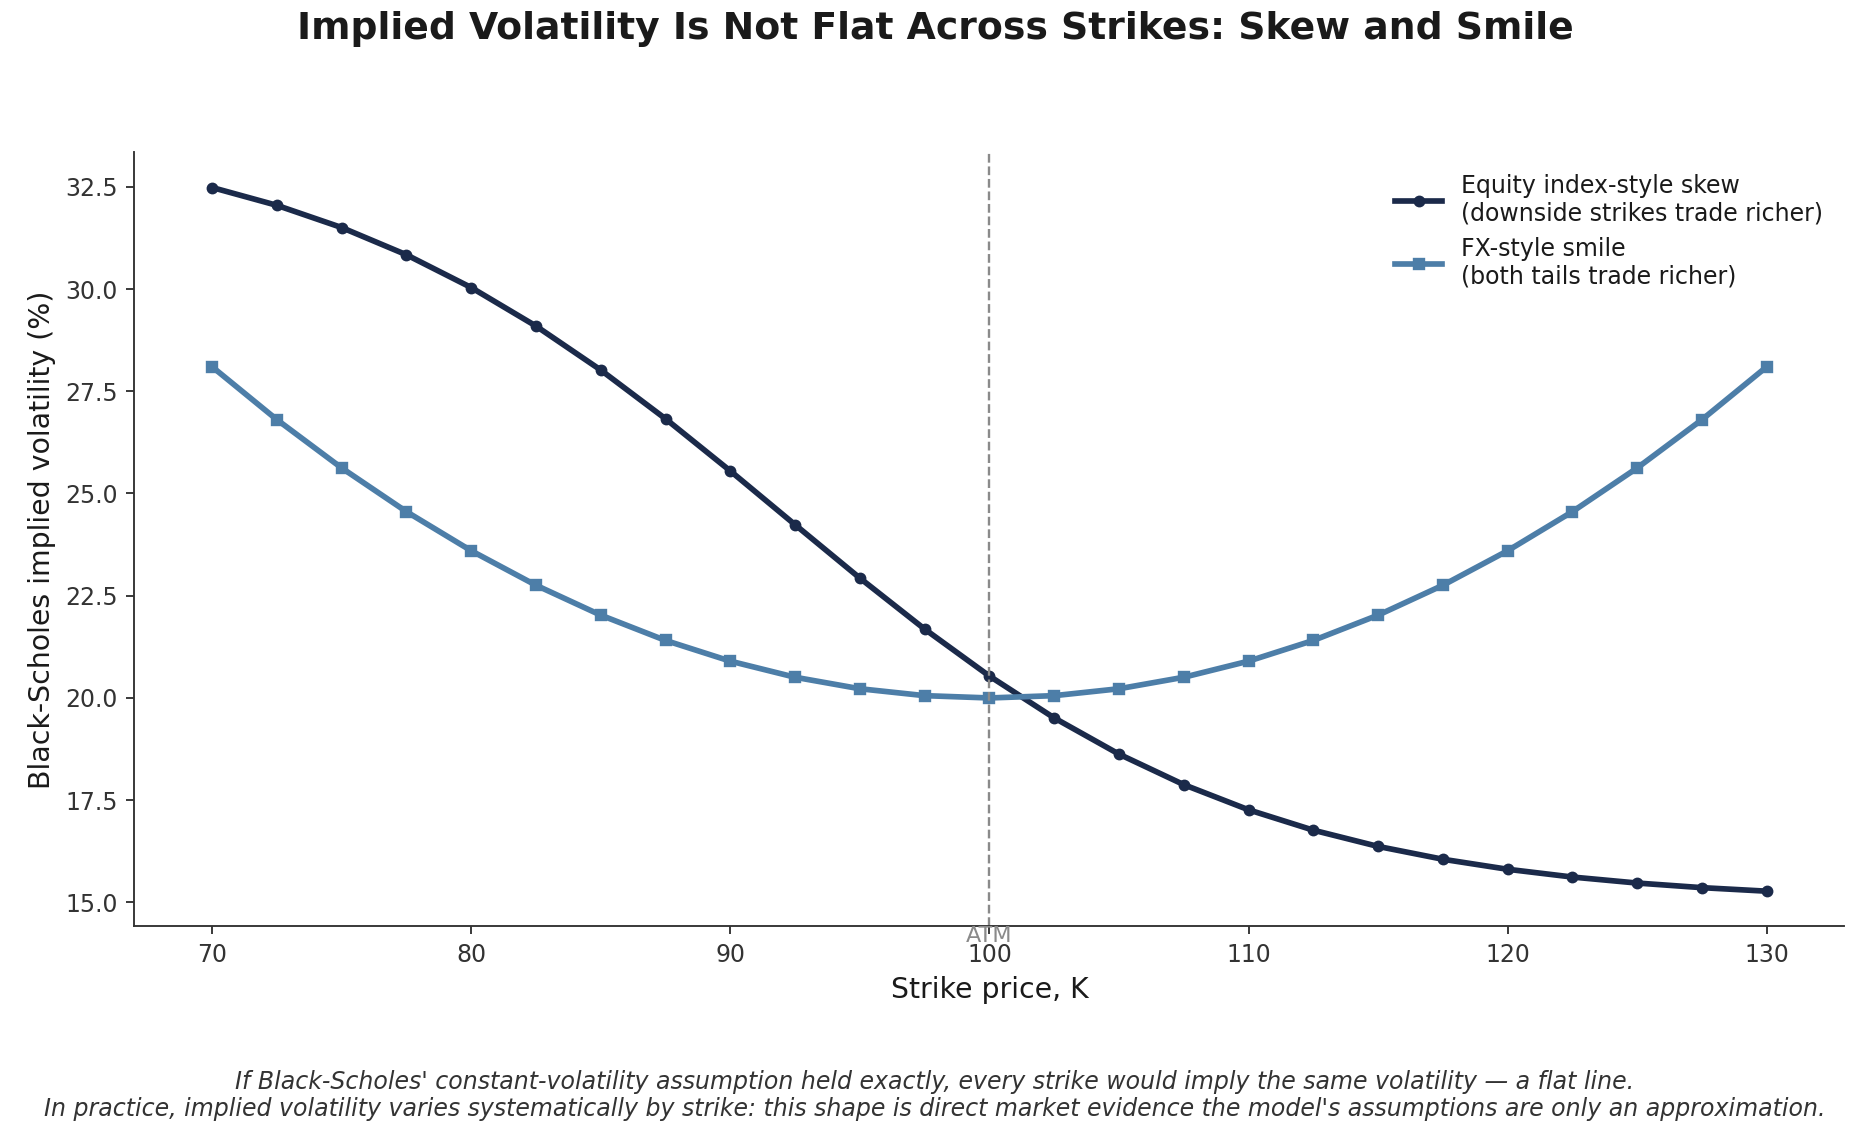 Implied Volatility Is Not Flat Across Strikes: Skew and Smile
Equity index-style skew
(downside strikes trade richer)
FX-style smile
(both tails trade richer)
Black-Scholes implied volatility (%)
32.5
30.0
27.5
25.0
22.5
20.0
17.5
15.0
ATM
70 80 90 100 110 120 130
Strike price, K
If Black-Scholes' constant-volatility assumption held exactly, every strike would imply the same volatility — a flat line.
In practice, implied volatility varies systematically by strike: this shape is direct market evidence the model's assumptions are only an approximation.